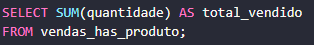 SELECT SUM(quantidade) AS total_vendido
FROM vendas_has_produto;